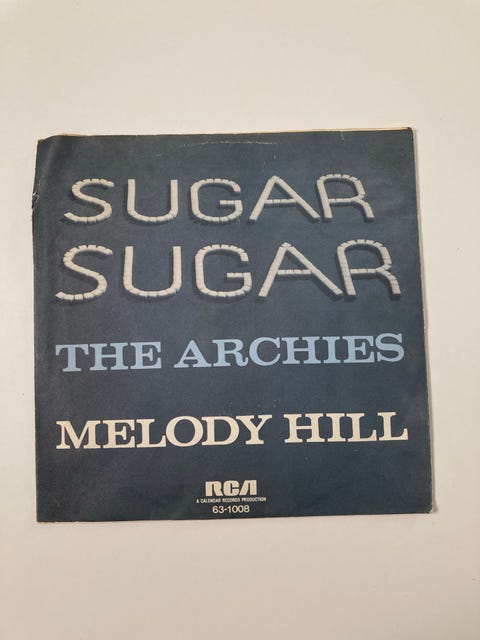 SUGAR
SUGAR
THE ARCHIES
MELODY HILL
RCA
A CALENDAR RECORDS PRODUCTION
63-1008